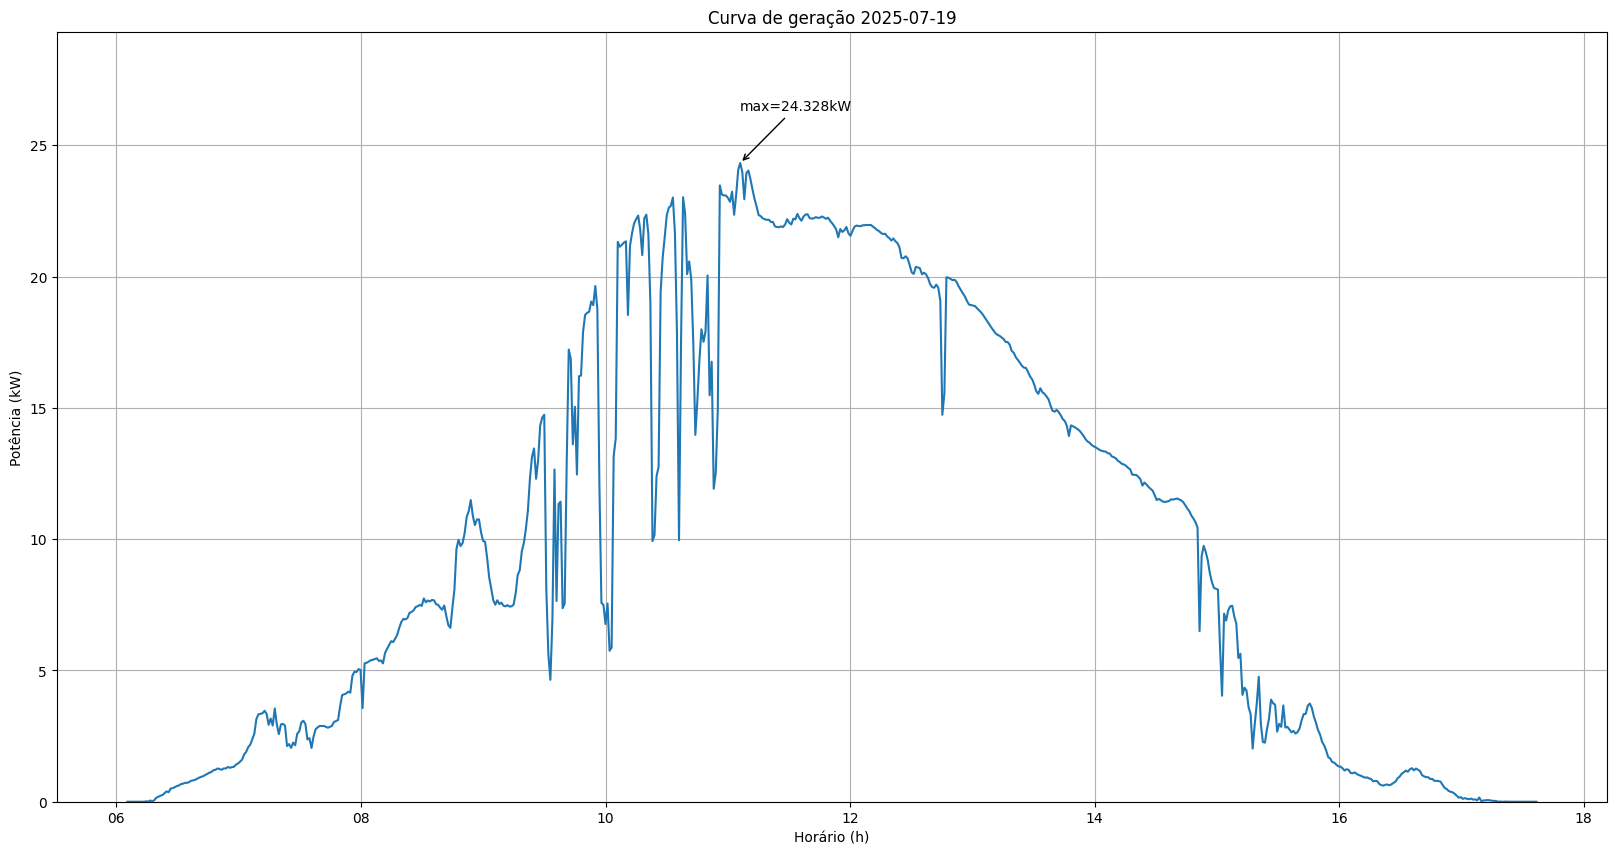 Curva de geração 2025-07-19
max=24.328kW
Potência (kW)
25
20
15
10
5
0
06 08 10 12 14 16 18
Horário (h)